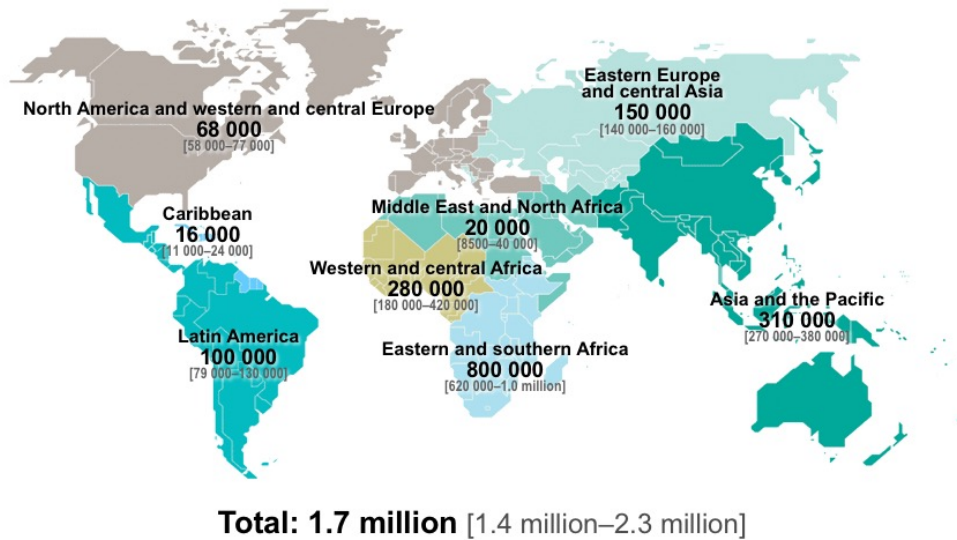 Eastern Europe
and central Asia
150 000
[140 000–160 000]
North America and western and central Europe
68 000
[58 000–77 000]
Middle East and North Africa
20 000
[8500–40 000]
Caribbean
16 000
[11 000–24 000]
Western and central Africa
280 000
[180 000–420 000]
Asia and the Pacific
310 000
[270 000–380 000]
Latin America
100 000
[79 000–130 000]
Eastern and southern Africa
800 000
[620 000–1.0 million]
Total: 1.7 million [1.4 million–2.3 million]